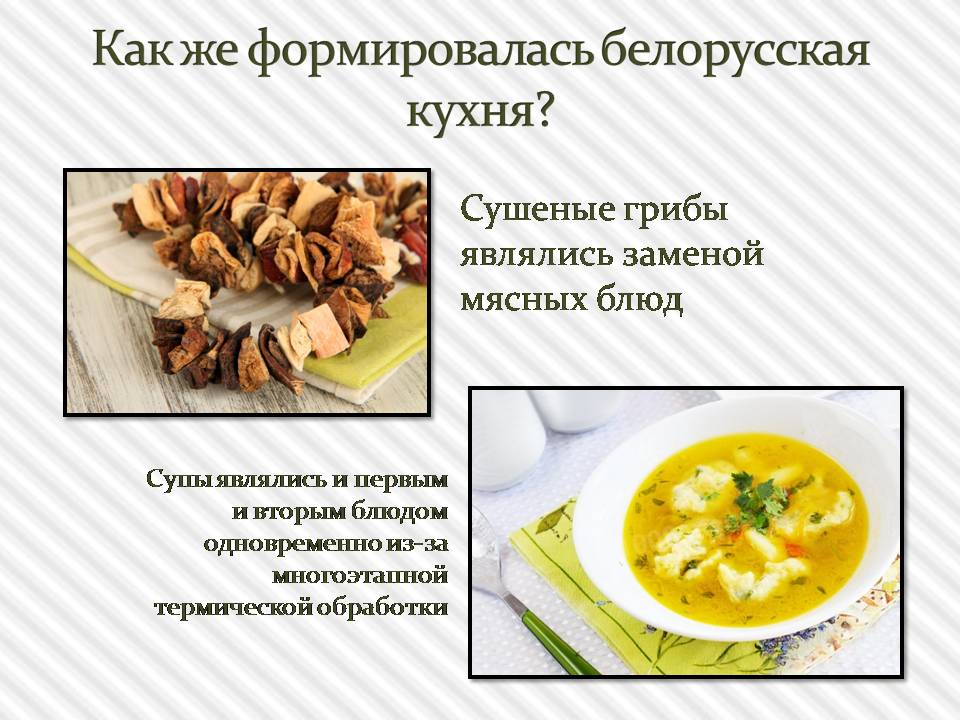 Как же формировалась белорусская
кухня?
Сушеные грибы
являлись заменой
мясных блюд
Супы являлись и первым
и вторым блюдом
одновременно из-за
многоэтапной
термической обработки